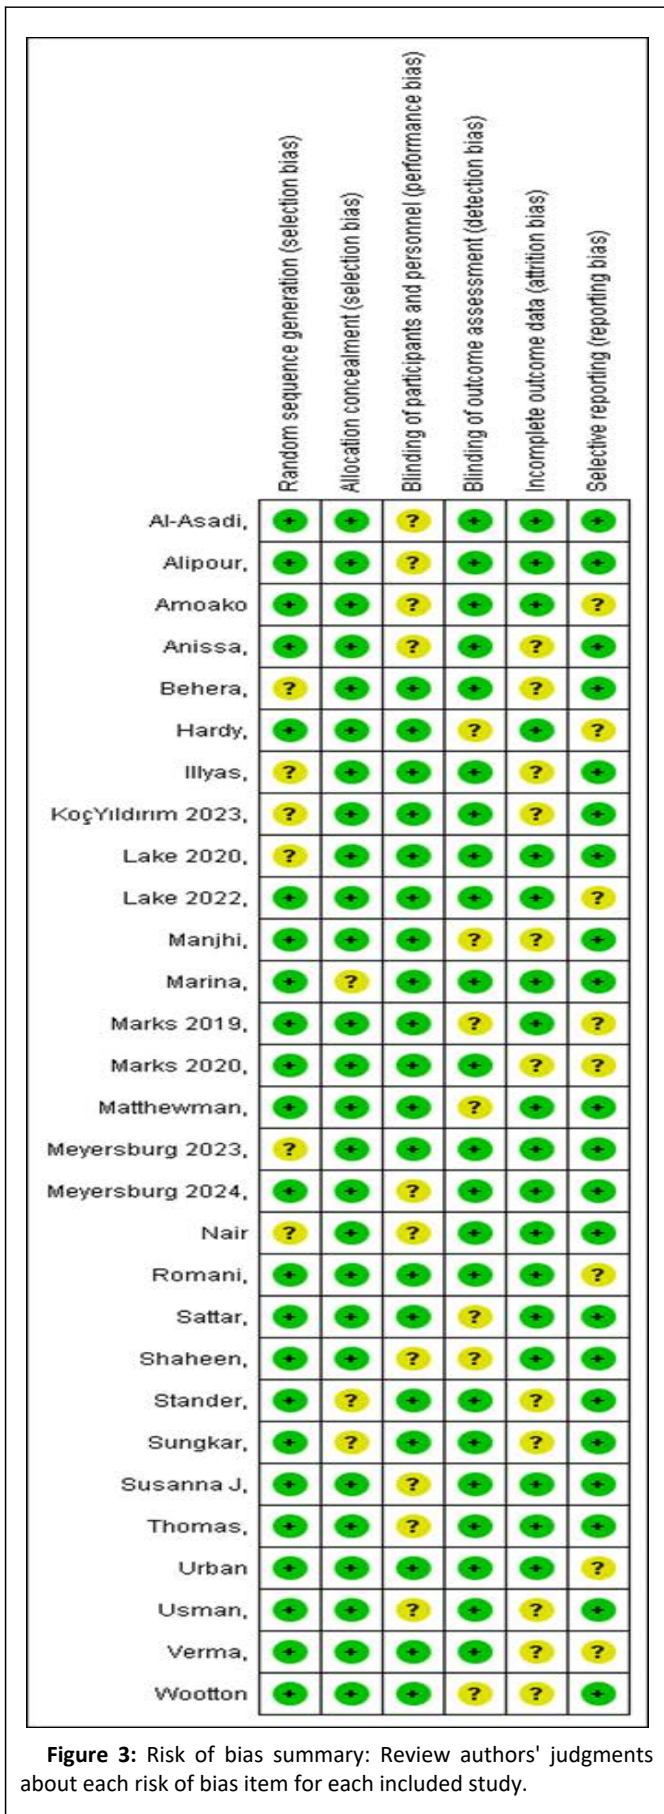 Random sequence generation (selection bias)
Allocation concealment (selection bias)
Blinding of participants and personnel (performance bias)
Blinding of outcome assessment (detection bias)
Incomplete outcome data (attrition bias)
Selective reporting (reporting bias)
Al-Asadi, + + ? + + +
Alipour, + + ? + + +
Amoako + + ? + + ?
Anissa, + + ? + ? +
Behera, ? + + + ? +
Hardy, + + + ? + ?
Illyas, ? + + + ? +
KoçYıldırım 2023, ? + + + ? +
Lake 2020, ? + + + + +
Lake 2022, + + + + + ?
Manjhi, + + + ? ? +
Marina, + ? + + + +
Marks 2019, + + + ? + ?
Marks 2020, + + + + ? ?
Matthewman, + + + ? + +
Meyersburg 2023, ? + + + + +
Meyersburg 2024, + + ? + + +
Nair ? + ? + + +
Romani, + + + + + ?
Sattar, + + + ? + +
Shaheen, + + ? ? + +
Stander, + ? + + ? +
Sungkar, + ? + + ? +
Susanna J, + + ? + + +
Thomas, + + ? + + +
Urban + + + + + ?
Usman, + + ? + ? +
Verma, + + + + ? ?
Wootton + + + ? ? +
Figure 3: Risk of bias summary: Review authors' judgments
about each risk of bias item for each included study.